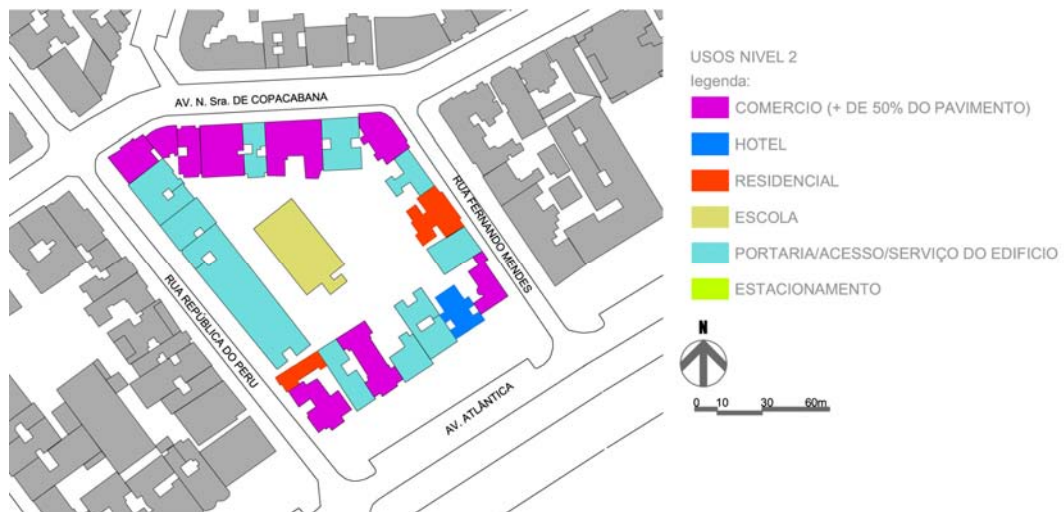 AV. N. Sra. DE COPACABANA
RUA FERNANDO MENDES
RUA REPÚBLICA DO PERU
AV. ATLÂNTICA
USOS NIVEL 2
legenda:
COMERCIO (+ DE 50% DO PAVIMENTO)
HOTEL
RESIDENCIAL
ESCOLA
PORTARIA/ACESSO/SERVIÇO DO EDIFICIO
ESTACIONAMENTO
N
0 10 30 60m